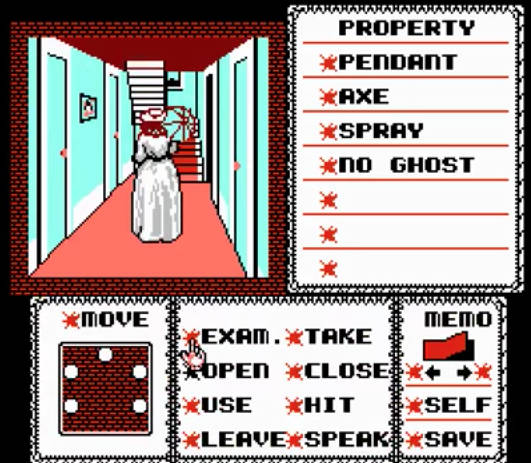 PROPERTY
PENDANT
AXE
SPRAY
NO GHOST
MOVE
EXAM. TAKE
OPEN CLOSE
USE HIT
LEAVE SPEAK
MEMO
← →
SELF
SAVE